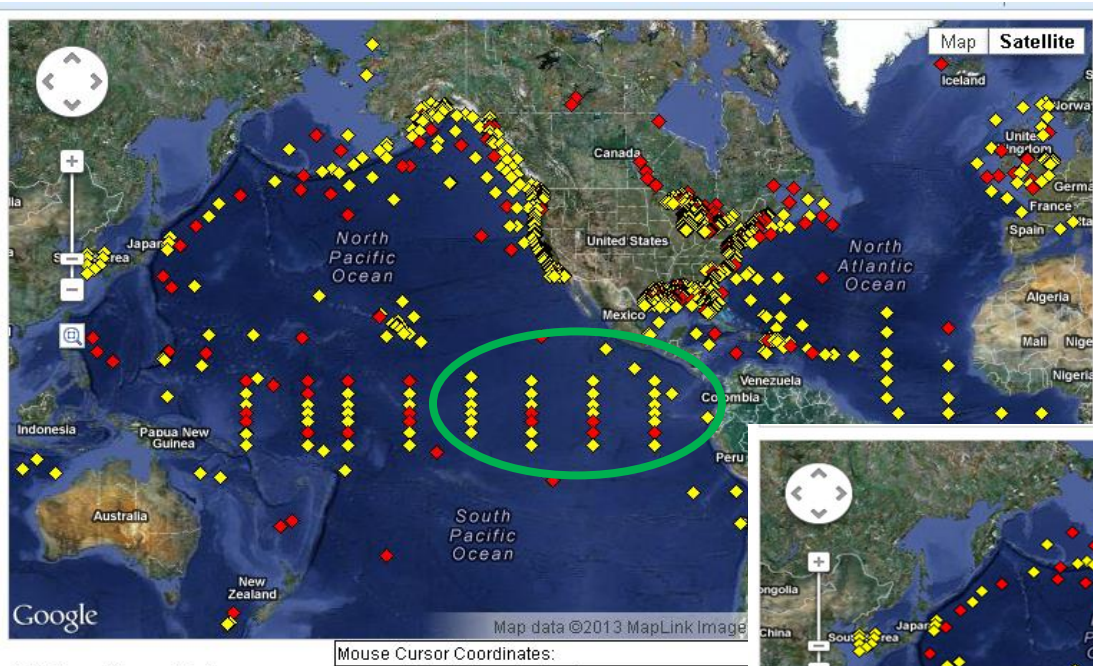 Map Satellite
Iceland
Norway
United
Kingdom
Canada
Germa
France
Spain
Japan
North
Pacific
Ocean
United States
North
Atlantic
Ocean
Algeria
Mexico
Mali
Nige
Nigeria
Venezuela
Colombia
Indonesia
Papua New
Guinea
Peru
Australia
South
Pacific
Ocean
New
Zealand
Google
Map data ©2013 MapLink Image
Mouse Cursor Coordinates:
ongolia
China
Japan